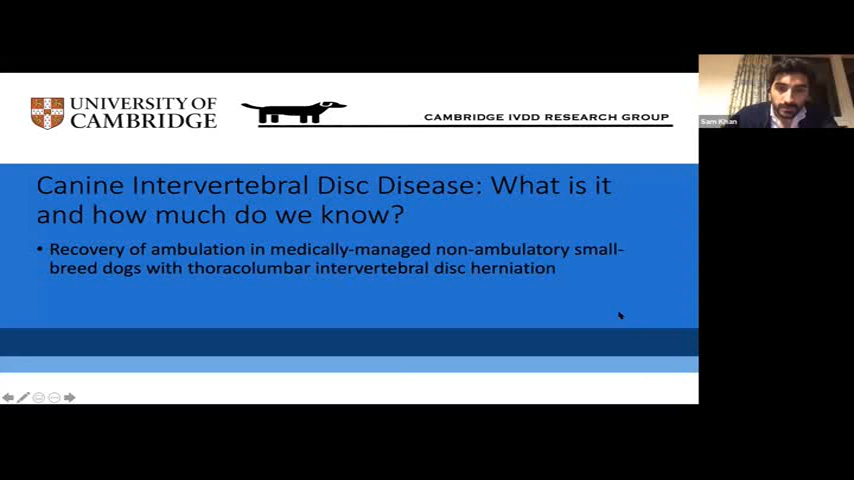 UNIVERSITY OF
CAMBRIDGE
CAMBRIDGE IVDD RESEARCH GROUP
Sam Khan
Canine Intervertebral Disc Disease: What is it
and how much do we know?
• Recovery of ambulation in medically-managed non-ambulatory small-
breed dogs with thoracolumbar intervertebral disc herniation